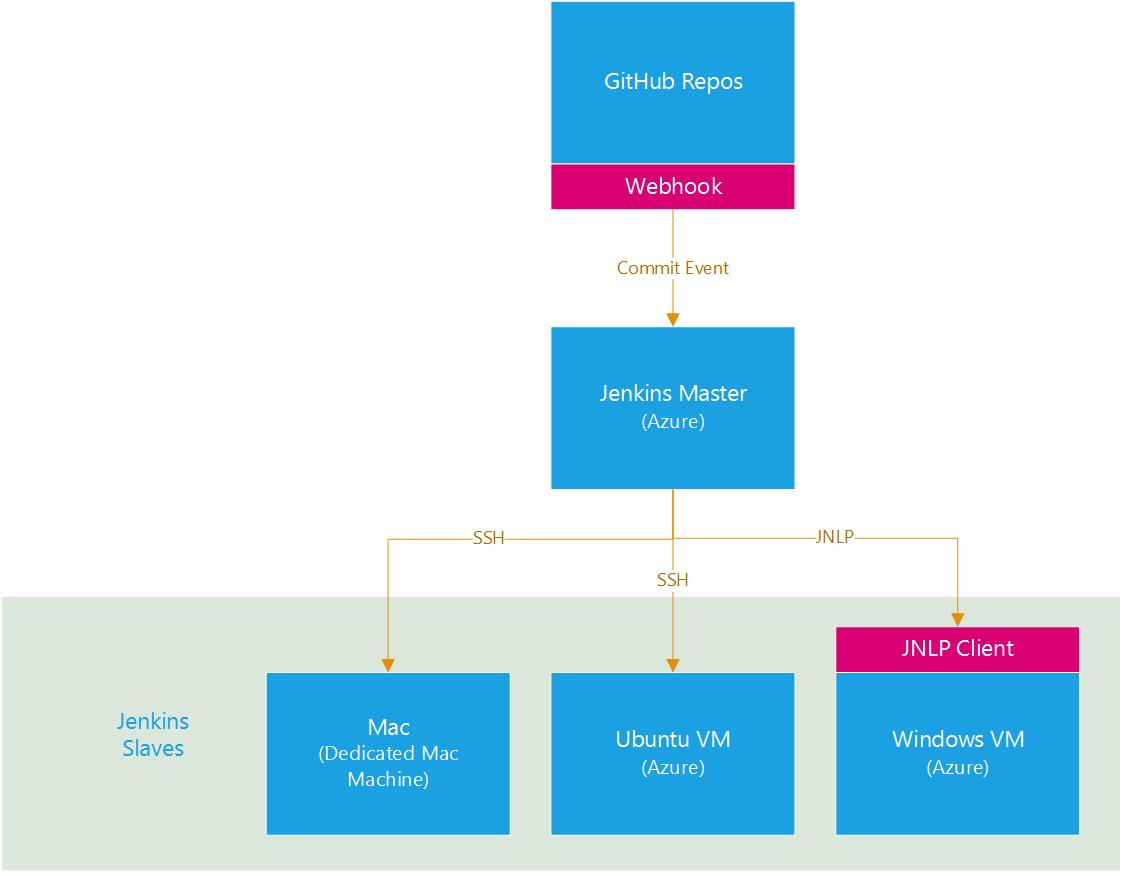 GitHub Repos
Webhook
Commit Event
Jenkins Master
(Azure)
SSH
JNLP
SSH
JNLP Client
Jenkins
Slaves
Mac
(Dedicated Mac
Machine)
Ubuntu VM
(Azure)
Windows VM
(Azure)